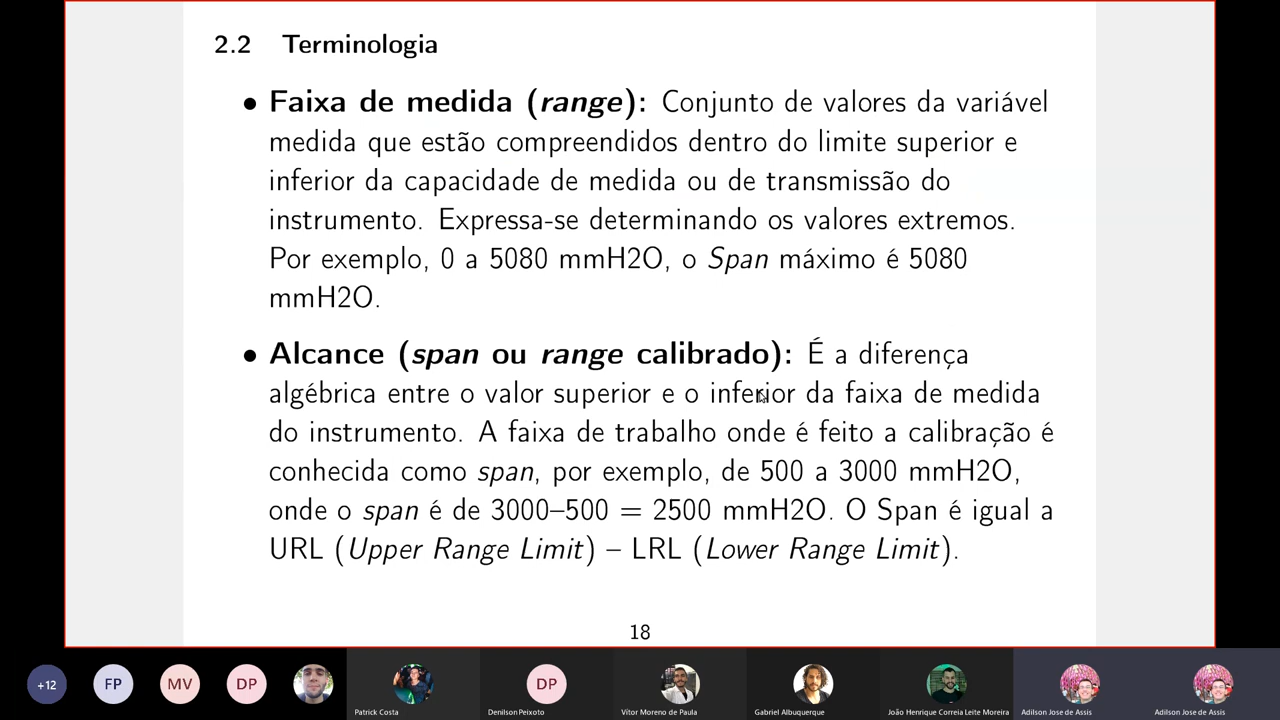 2.2 Terminologia
• Faixa de medida (range): Conjunto de valores da variável
medida que estão compreendidos dentro do limite superior e
inferior da capacidade de medida ou de transmissão do
instrumento. Expressa-se determinando os valores extremos.
Por exemplo, 0 a 5080 mmH2O, o Span máximo é 5080
mmH2O.
• Alcance (span ou range calibrado): É a diferença
algébrica entre o valor superior e o inferior da faixa de medida
do instrumento. A faixa de trabalho onde é feito a calibração é
conhecida como span, por exemplo, de 500 a 3000 mmH2O,
onde o span é de 3000–500 = 2500 mmH2O. O Span é igual a
URL (Upper Range Limit) – LRL (Lower Range Limit).
18
+12 FP MV DP DP
Patrick Costa Denilson Peixoto Vítor Moreno de Paula Gabriel Albuquerque João Henrique Correia Leite Moreira Adilson Jose de Assis Adilson Jose de Assis